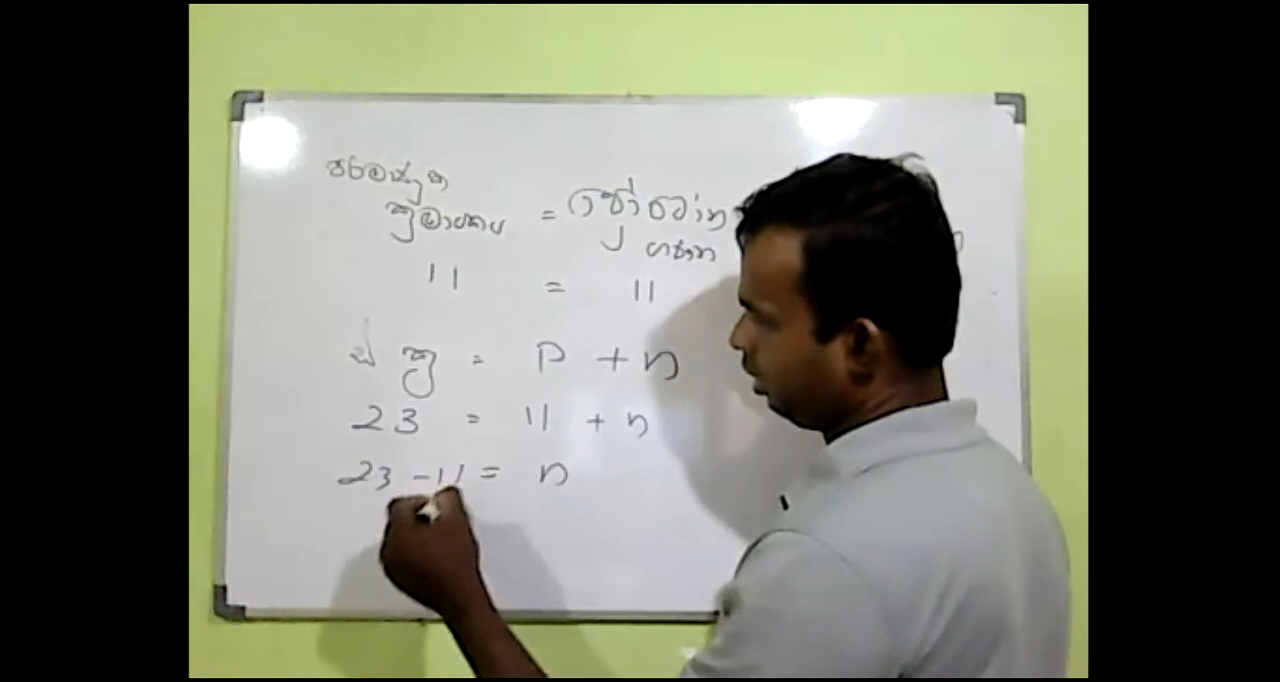 පරමාණුක
ක්‍රමාංකය = ප්‍රෝටෝන
ගණන
11 = 11
ස් ක්‍ර = P + n
23 = 11 + n
23 - 11 = n